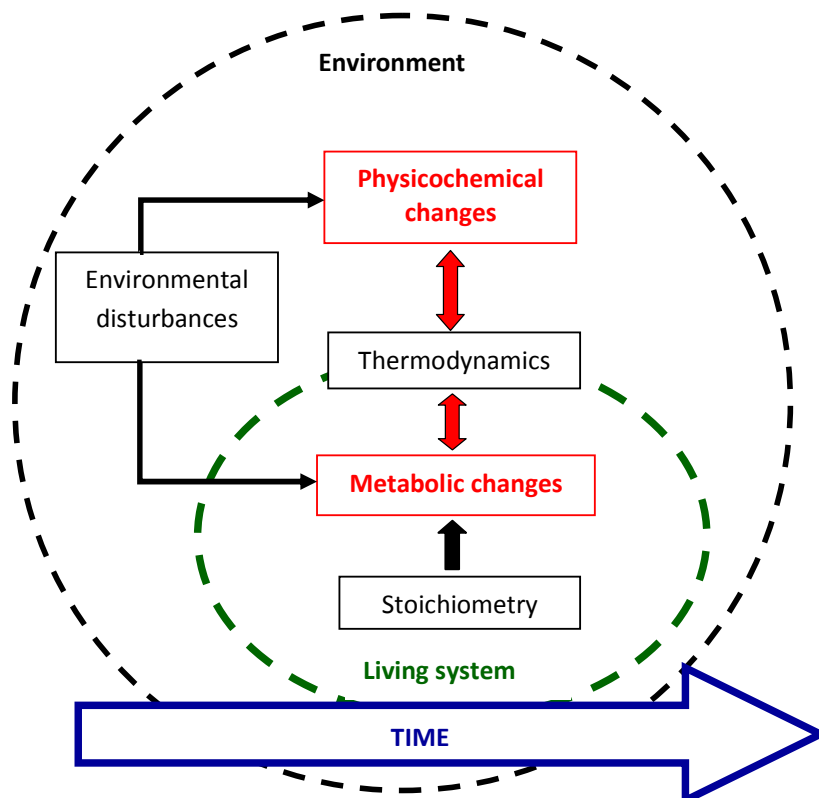 Environment
Physicochemical
changes
Environmental
disturbances
Thermodynamics
Metabolic changes
Stoichiometry
Living system
TIME